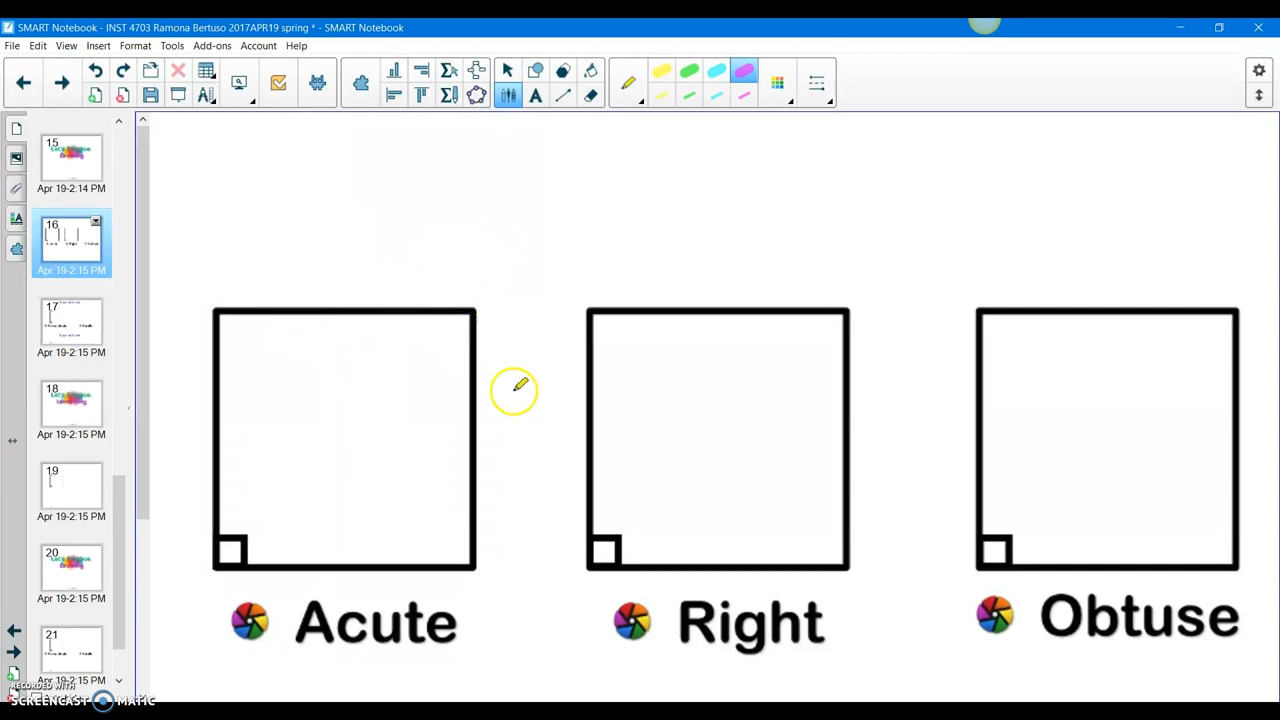 SMART Notebook - INST 4703 Ramona Bertuso 2017APR19 spring * - SMART Notebook
File Edit View Insert Format Tools Add-ons Account Help
15
Apr 19-2:14 PM
16
Apr 19-2:15 PM
17
Apr 19-2:15 PM
18
Apr 19-2:15 PM
19
Apr 19-2:15 PM
20
Apr 19-2:15 PM
21
Apr 19-2:15 PM
Acute
Right
Obtuse
RECORDED WITH
SCREENCAST MATIC